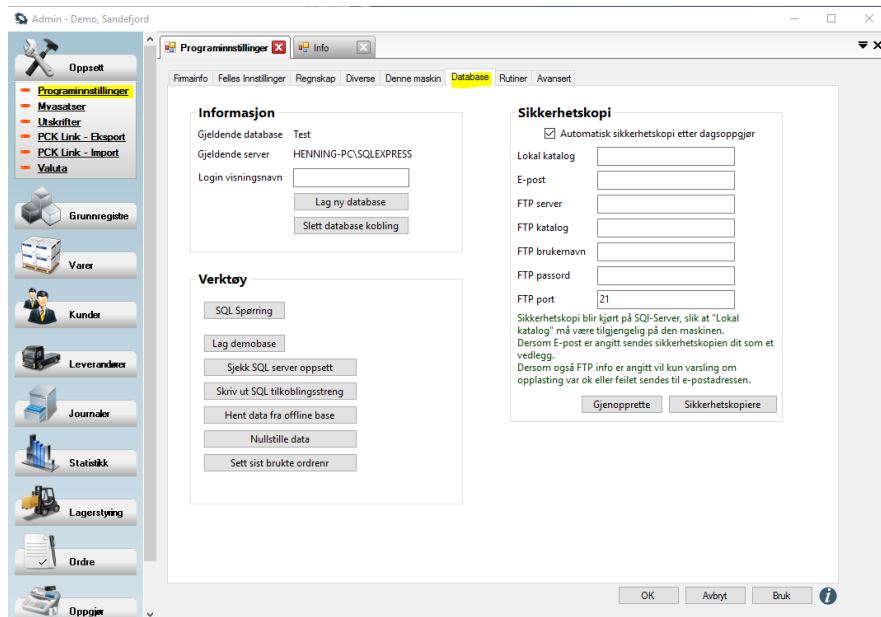 Admin - Demo, Sandefjord
Oppsett
Programinnstillinger
Mvasatser
Utskrifter
PCK Link - Eksport
PCK Link - Import
Valuta
Grunnregistre
Varer
Kunder
Leverandører
Journaler
Statistikk
Lagerstyring
Ordre
Oppgjør
Programinnstillinger
Info
Firmainfo
Felles Innstillinger
Regnskap
Diverse
Denne maskin
Database
Rutiner
Avansert
Informasjon
Gjeldende database Test
Gjeldende server HENNING-PC\SQLEXPRESS
Login visningsnavn
Lag ny database
Slett database kobling
Verktøy
SQL Spørring
Lag demobase
Sjekk SQL server oppsett
Skriv ut SQL tilkoblingsstreng
Hent data fra offline base
Nullstille data
Sett sist brukte ordrenr
Sikkerhetskopi
Automatisk sikkerhetskopi etter dagsoppgjør
Lokal katalog
E-post
FTP server
FTP katalog
FTP brukernavn
FTP passord
FTP port 21
Sikkerhetskopi blir kjørt på SQl-Server, slik at "Lokal
katalog" må være tilgjengelig på den maskinen.
Dersom E-post er angitt sendes sikkerhetskopien dit som et
vedlegg.
Dersom også FTP info er angitt vil kun varsling om
opplasting var ok eller feilet sendes til e-postadressen.
Gjenopprette
Sikkerhetskopiere
OK
Avbryt
Bruk